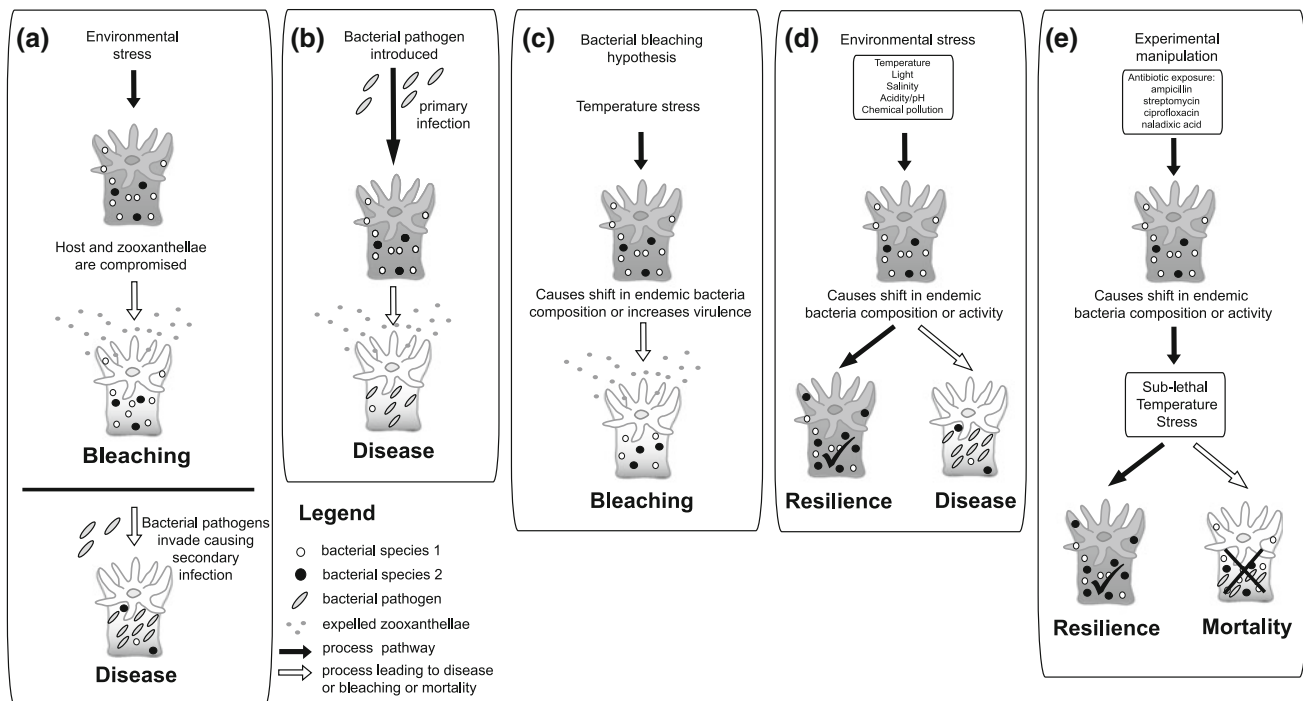 (a)
Environmental
stress
Host and zooxanthellae
are compromised
Bleaching
Bacterial pathogens
invade causing
secondary
infection
Disease
(b)
Bacterial pathogen
introduced
primary
infection
Disease
Legend
bacterial species 1
bacterial species 2
bacterial pathogen
expelled zooxanthellae
process pathway
process leading to disease
or bleaching or mortality
(c)
Bacterial bleaching
hypothesis
Temperature stress
Causes shift in endemic bacteria
composition or increases virulence
Bleaching
(d)
Environmental stress
Temperature
Light
Salinity
Acidity/pH
Chemical pollution
Causes shift in endemic
bacteria composition or activity
Resilience
Disease
(e)
Experimental
manipulation
Antibiotic exposure:
ampicillin
streptomycin
ciprofloxacin
naladixic acid
Causes shift in endemic
bacteria composition or activity
Sub-lethal
Temperature
Stress
Resilience
Mortality